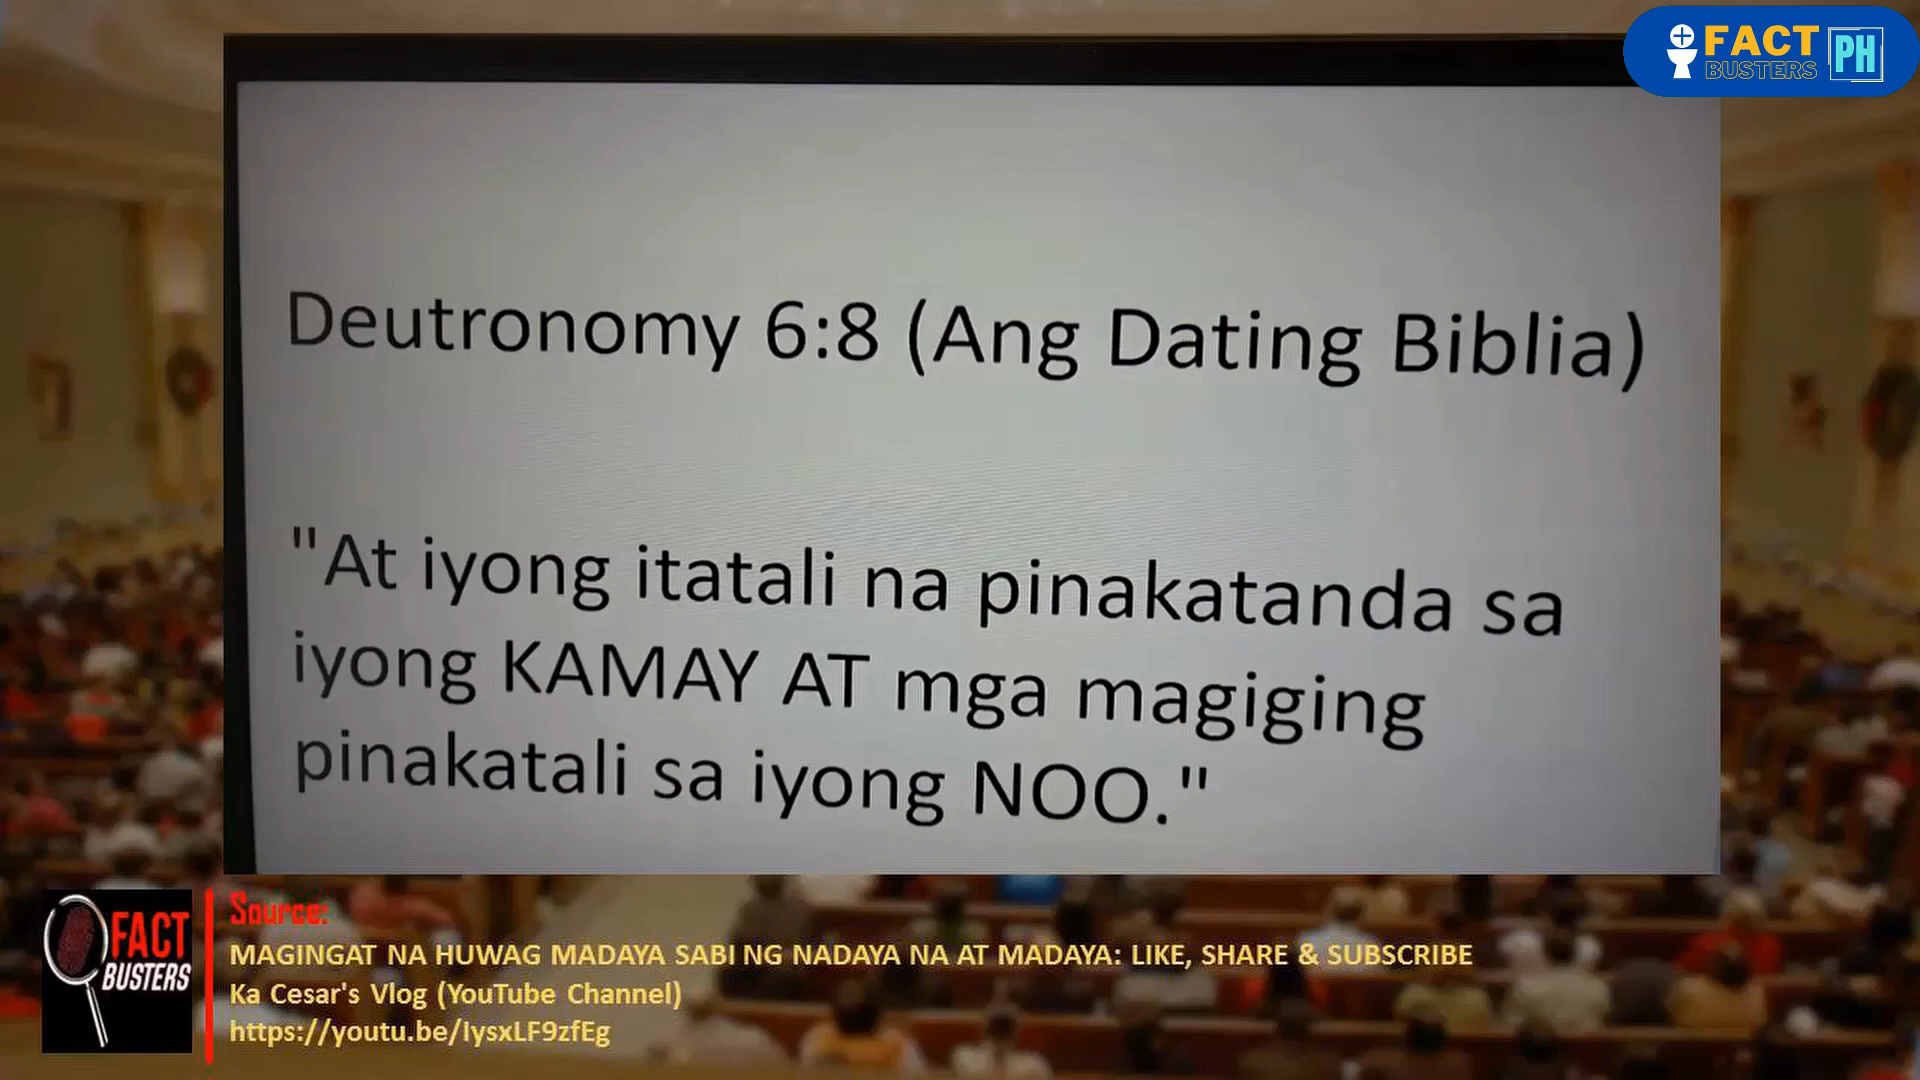 FACT
BUSTERS
PH
Deutronomy 6:8 (Ang Dating Biblia)
"At iyong itatali na pinakatanda sa
iyong KAMAY AT mga magiging
pinakatali sa iyong NOO."
FACT
BUSTERS
Source:
MAGINGAT NA HUWAG MADAYA SABI NG NADAYA NA AT MADAYA: LIKE, SHARE & SUBSCRIBE
Ka Cesar's Vlog (YouTube Channel)
https://youtu.be/IysxLF9zfEg